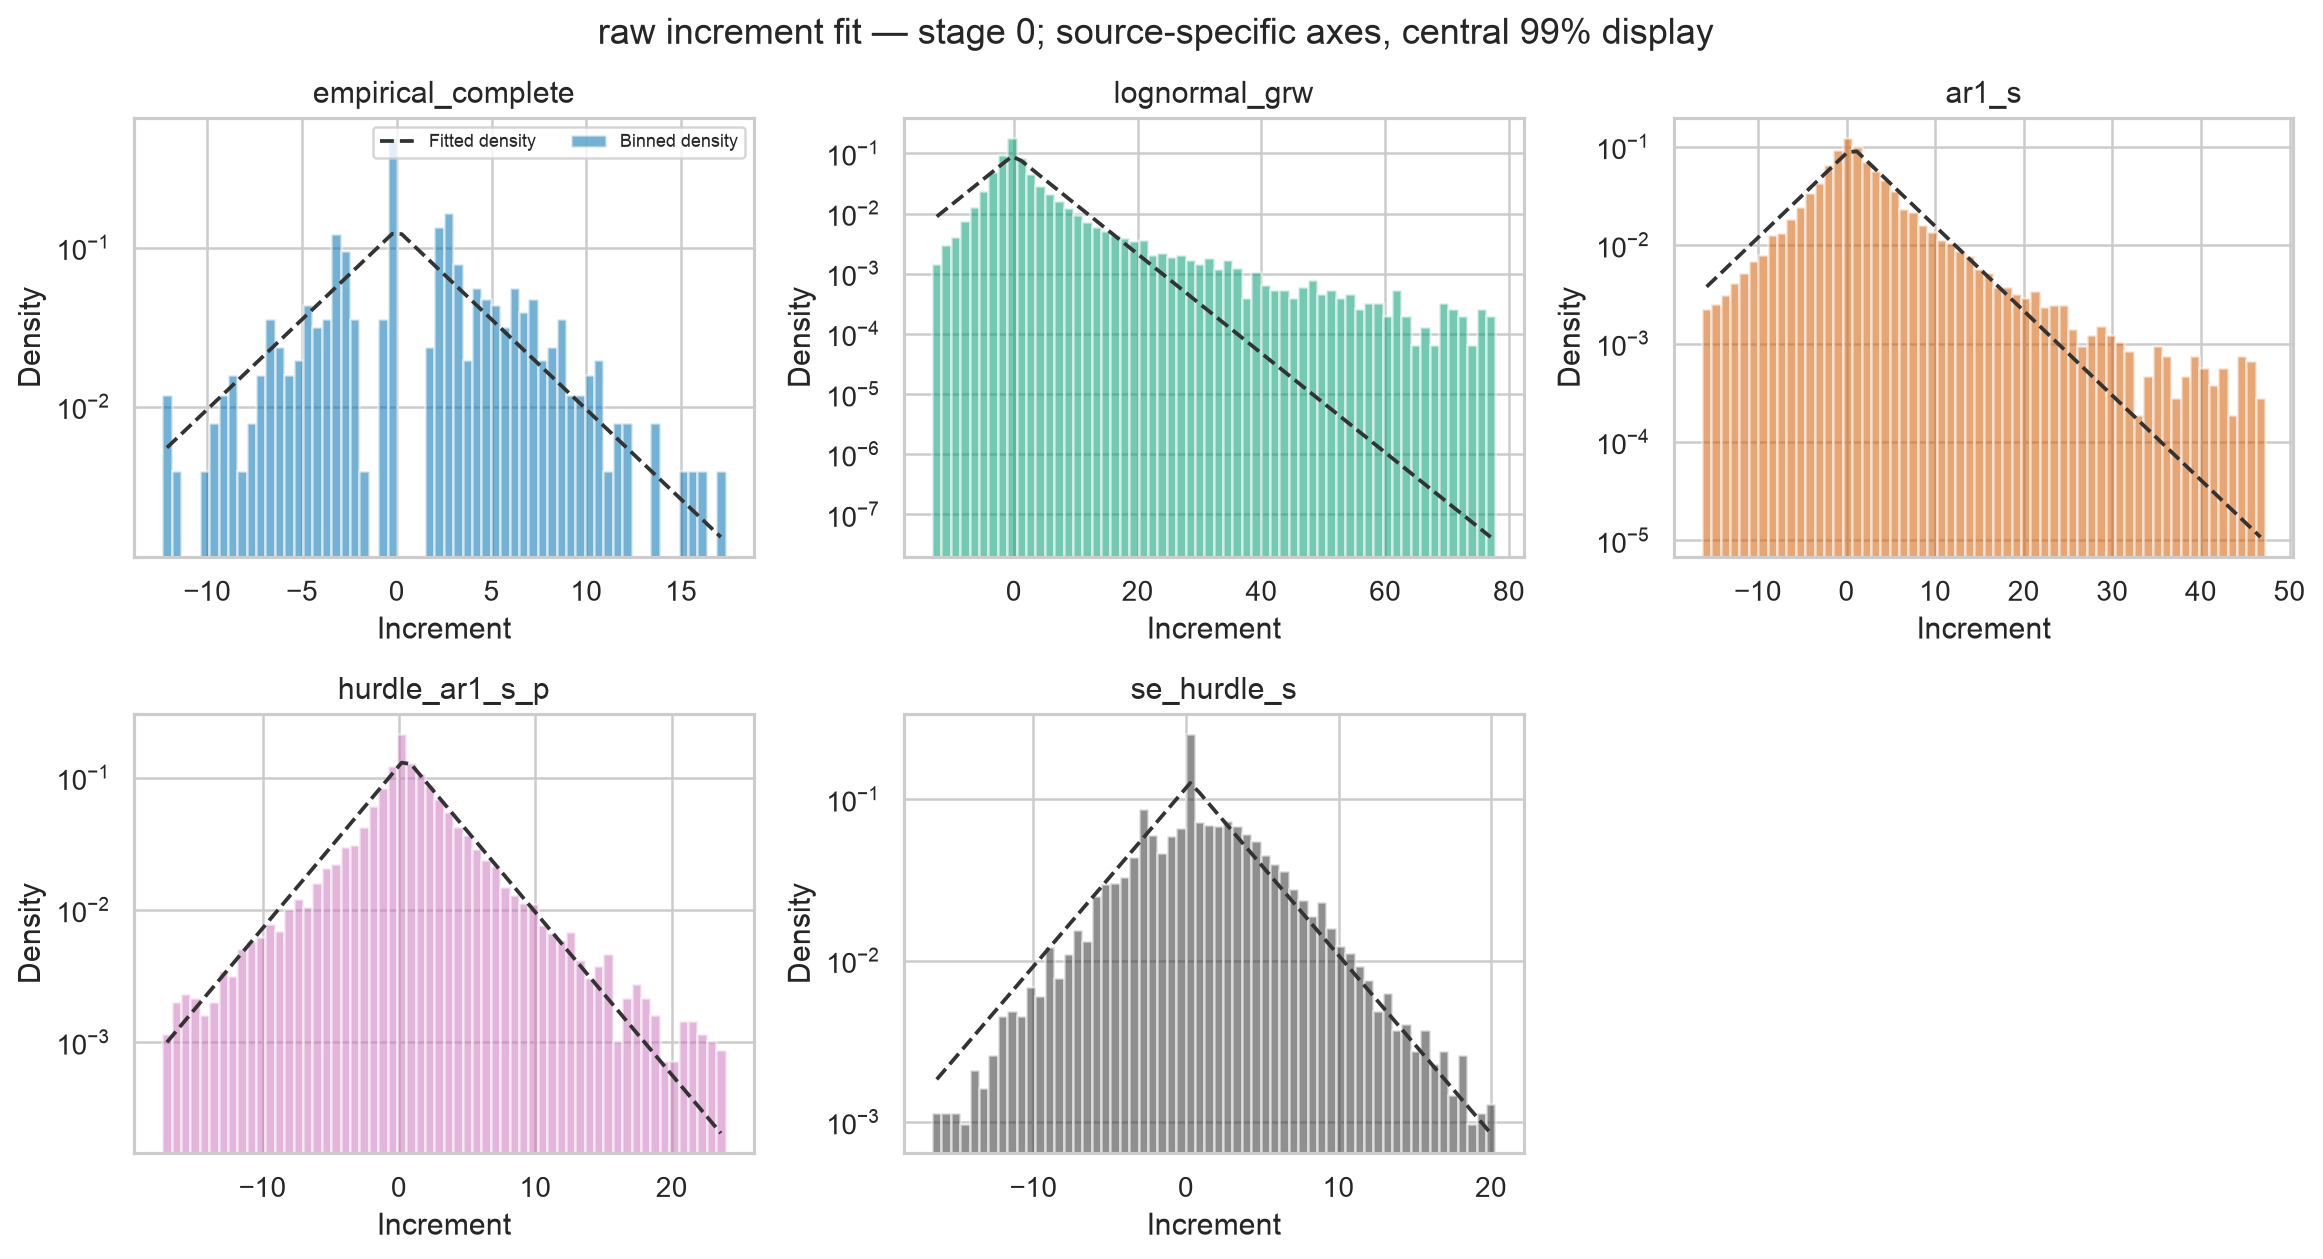 raw increment fit — stage 0; source-specific axes, central 99% display
empirical_complete
Fitted density
Binned density
10⁻¹
10⁻²
Density
−10 −5 0 5 10 15
Increment
lognormal_grw
10⁻¹
10⁻²
10⁻³
10⁻⁴
10⁻⁵
10⁻⁶
10⁻⁷
Density
0 20 40 60 80
Increment
ar1_s
10⁻¹
10⁻²
10⁻³
10⁻⁴
10⁻⁵
Density
−10 0 10 20 30 40 50
Increment
hurdle_ar1_s_p
10⁻¹
10⁻²
10⁻³
Density
−10 0 10 20
Increment
se_hurdle_s
10⁻¹
10⁻²
10⁻³
Density
−10 0 10 20
Increment